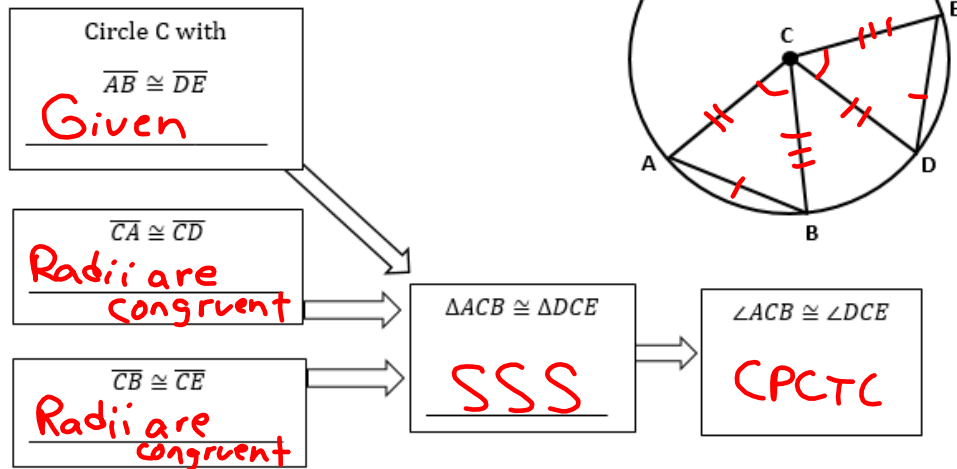 Circle C with
AB ≅ DE
Given
CA ≅ CD
Radii are
congruent
CB ≅ CE
Radii are
congruent
ΔACB ≅ ΔDCE
SSS
∠ACB ≅ ∠DCE
CPCTC
C
E
A
D
B